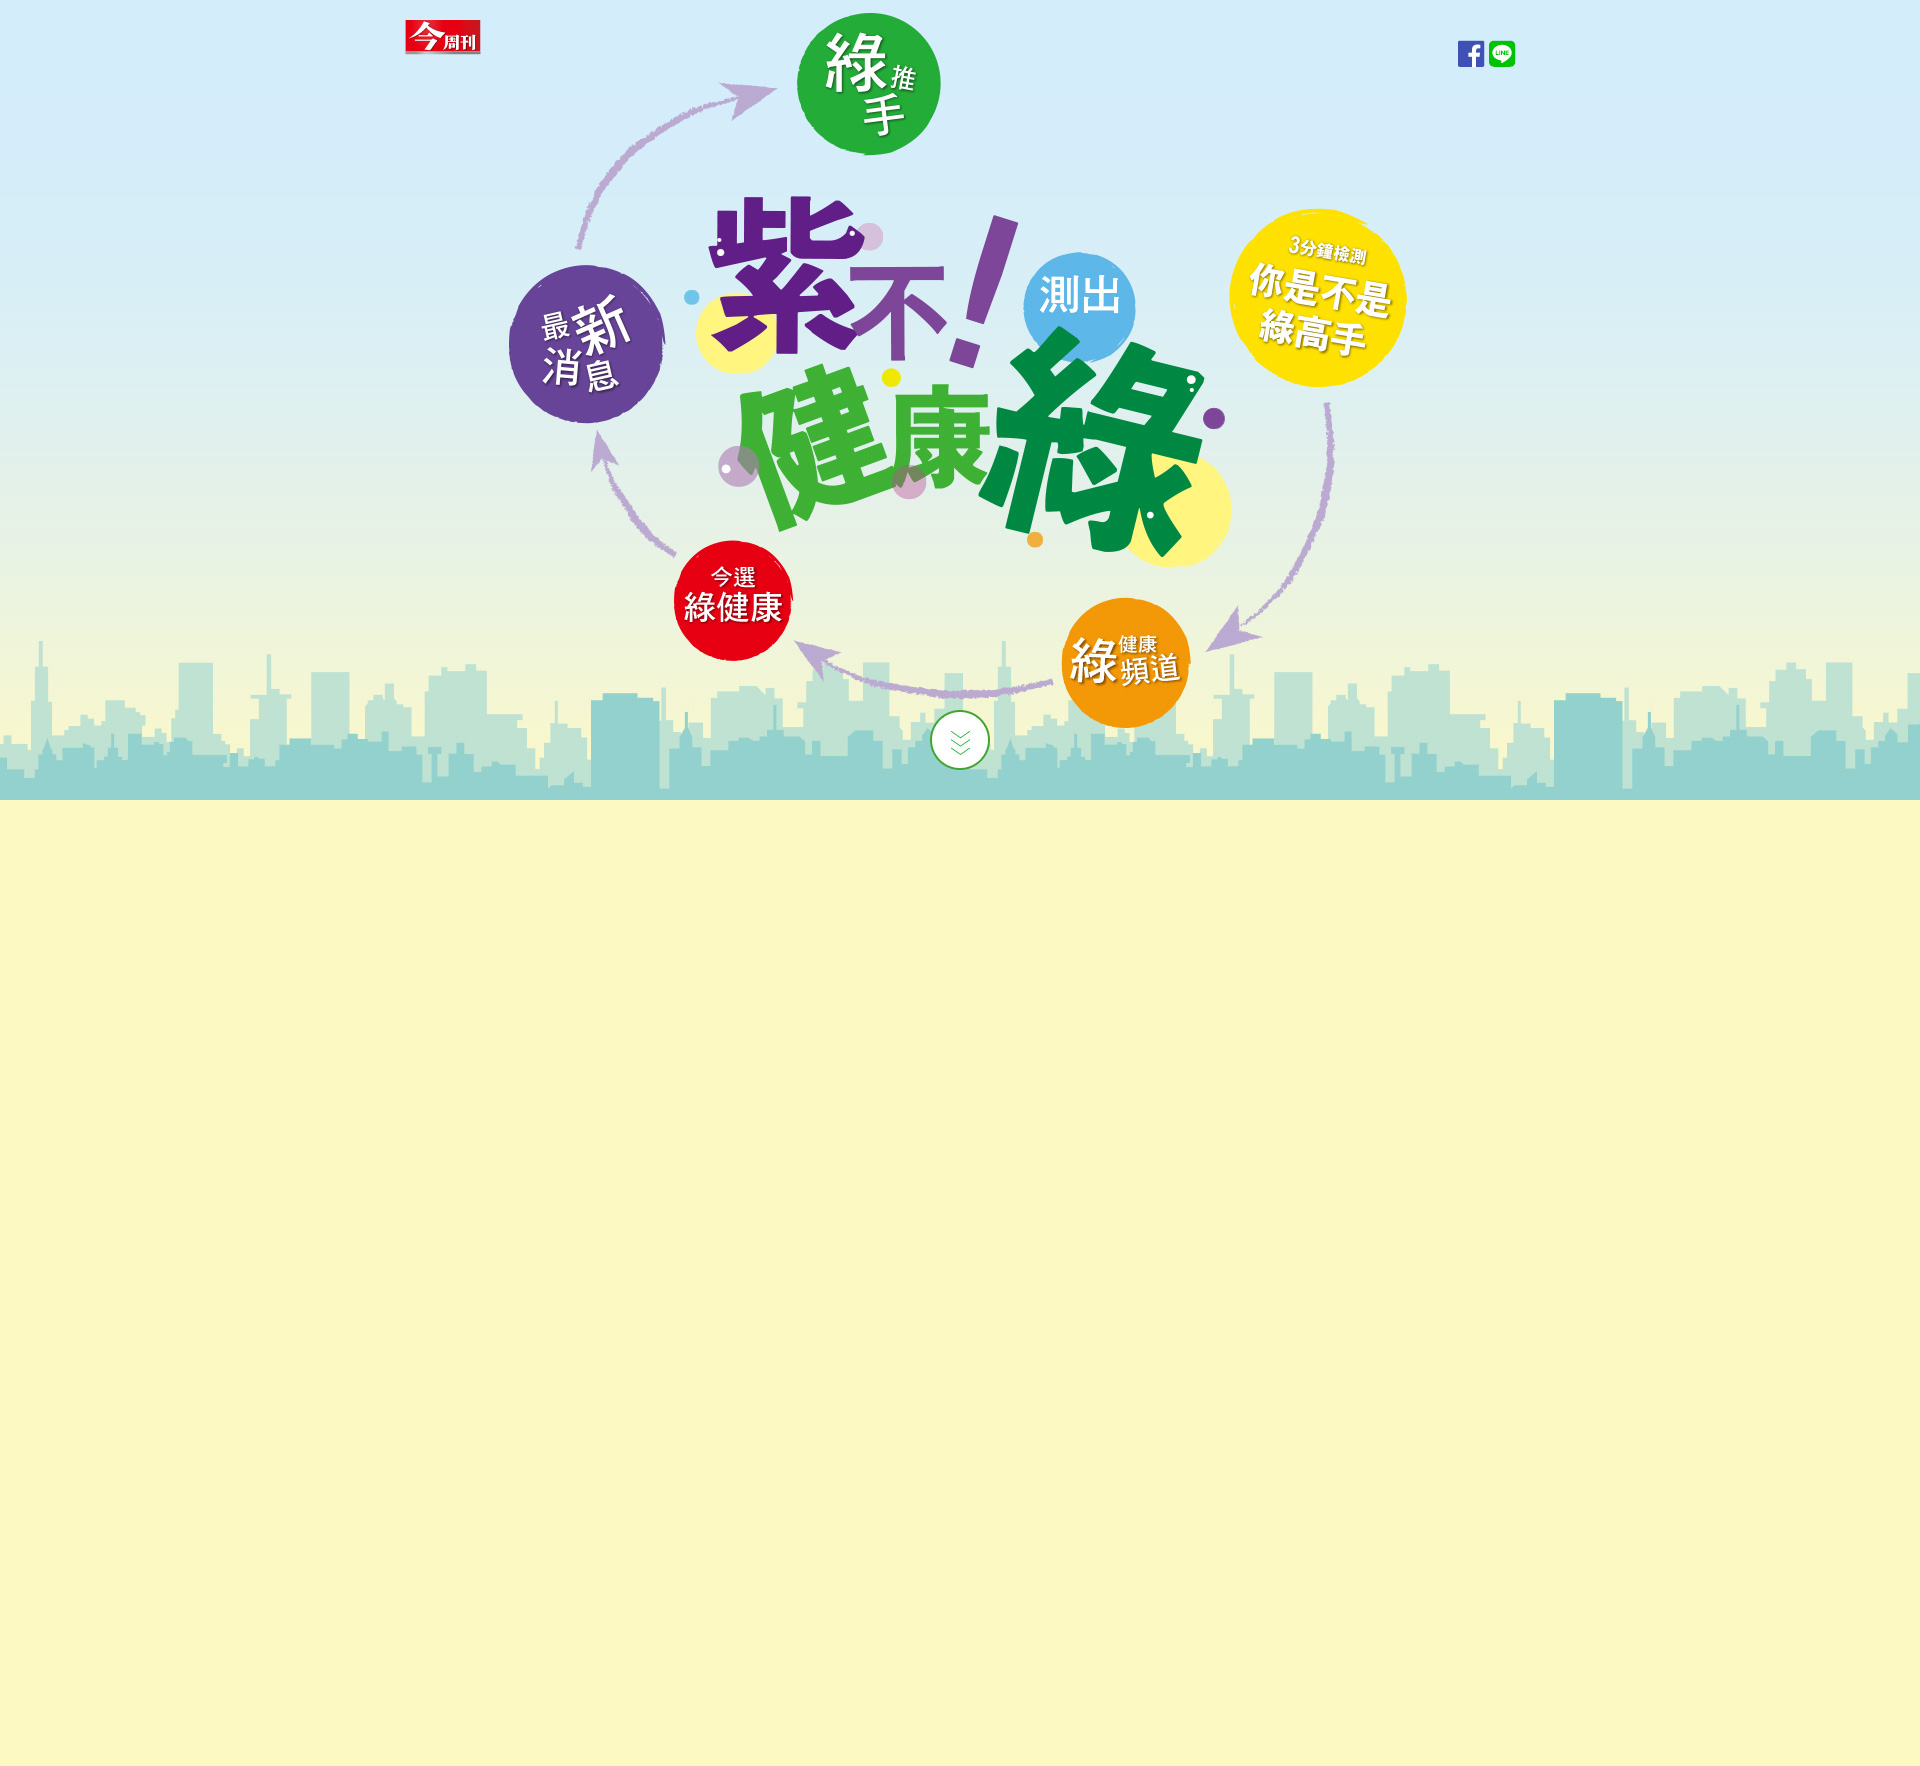 今周刊
綠推
手
LINE
3分鐘檢測
你是不是
綠高手
紫不!
測出
健康綠
最新
消息
今選
綠健康
綠健康
頻道